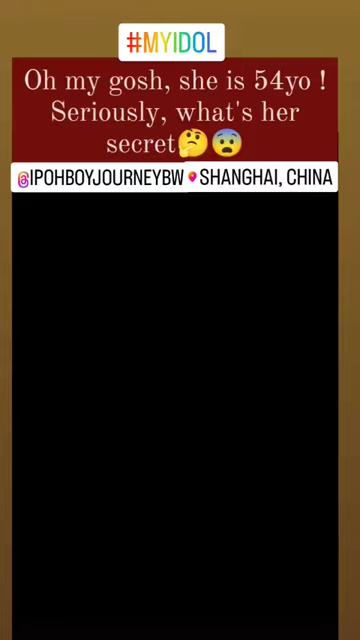 #MYIDOL
Oh my gosh, she is 54yo !
Seriously, what's her
secret🤔😨
@IPOHBOYJOURNEYBW📍SHANGHAI, CHINA